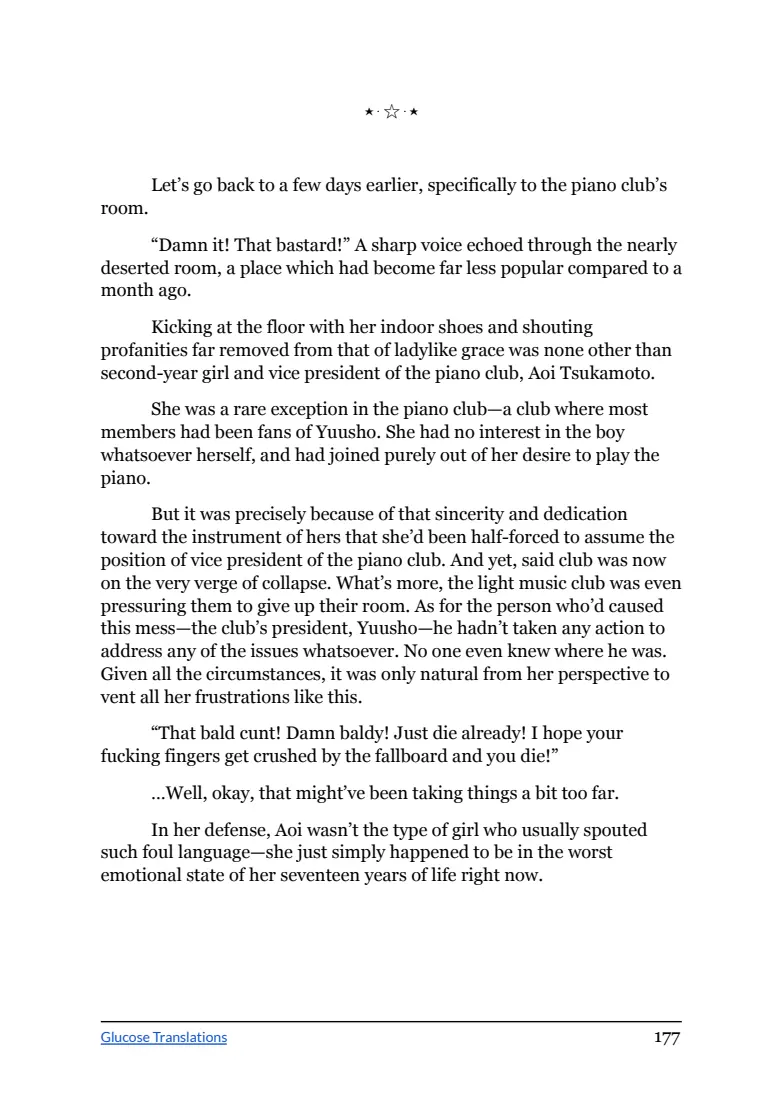 ★·☆·★
Let’s go back to a few days earlier, specifically to the piano club’s
room.
“Damn it! That bastard!” A sharp voice echoed through the nearly
deserted room, a place which had become far less popular compared to a
month ago.
Kicking at the floor with her indoor shoes and shouting
profanities far removed from that of ladylike grace was none other than
second-year girl and vice president of the piano club, Aoi Tsukamoto.
She was a rare exception in the piano club—a club where most
members had been fans of Yuusho. She had no interest in the boy
whatsoever herself, and had joined purely out of her desire to play the
piano.
But it was precisely because of that sincerity and dedication
toward the instrument of hers that she’d been half-forced to assume the
position of vice president of the piano club. And yet, said club was now
on the very verge of collapse. What’s more, the light music club was even
pressuring them to give up their room. As for the person who’d caused
this mess—the club’s president, Yuusho—he hadn’t taken any action to
address any of the issues whatsoever. No one even knew where he was.
Given all the circumstances, it was only natural from her perspective to
vent all her frustrations like this.
“That bald cunt! Damn baldy! Just die already! I hope your
fucking fingers get crushed by the fallboard and you die!”
…Well, okay, that might’ve been taking things a bit too far.
In her defense, Aoi wasn’t the type of girl who usually spouted
such foul language—she just simply happened to be in the worst
emotional state of her seventeen years of life right now.
Glucose Translations
177